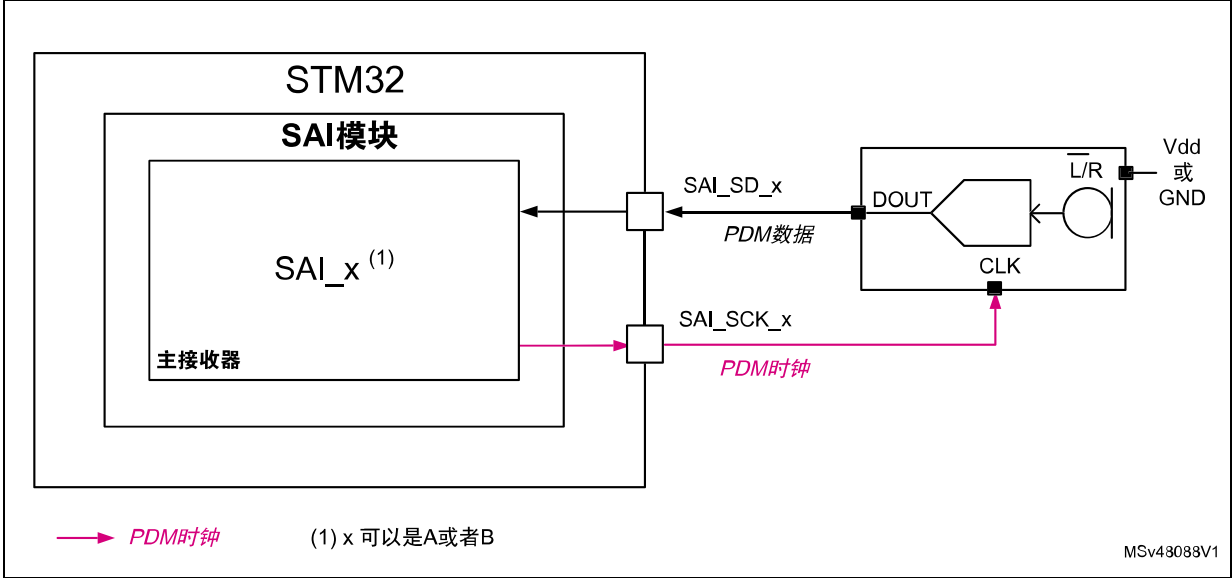 STM32
SAI模块
SAI_x (1)
主接收器
SAI_SD_x
PDM数据
SAI_SCK_x
PDM时钟
DOUT
L/R
CLK
Vdd
或
GND
PDM时钟
(1) x 可以是A或者B
MSv48088V1